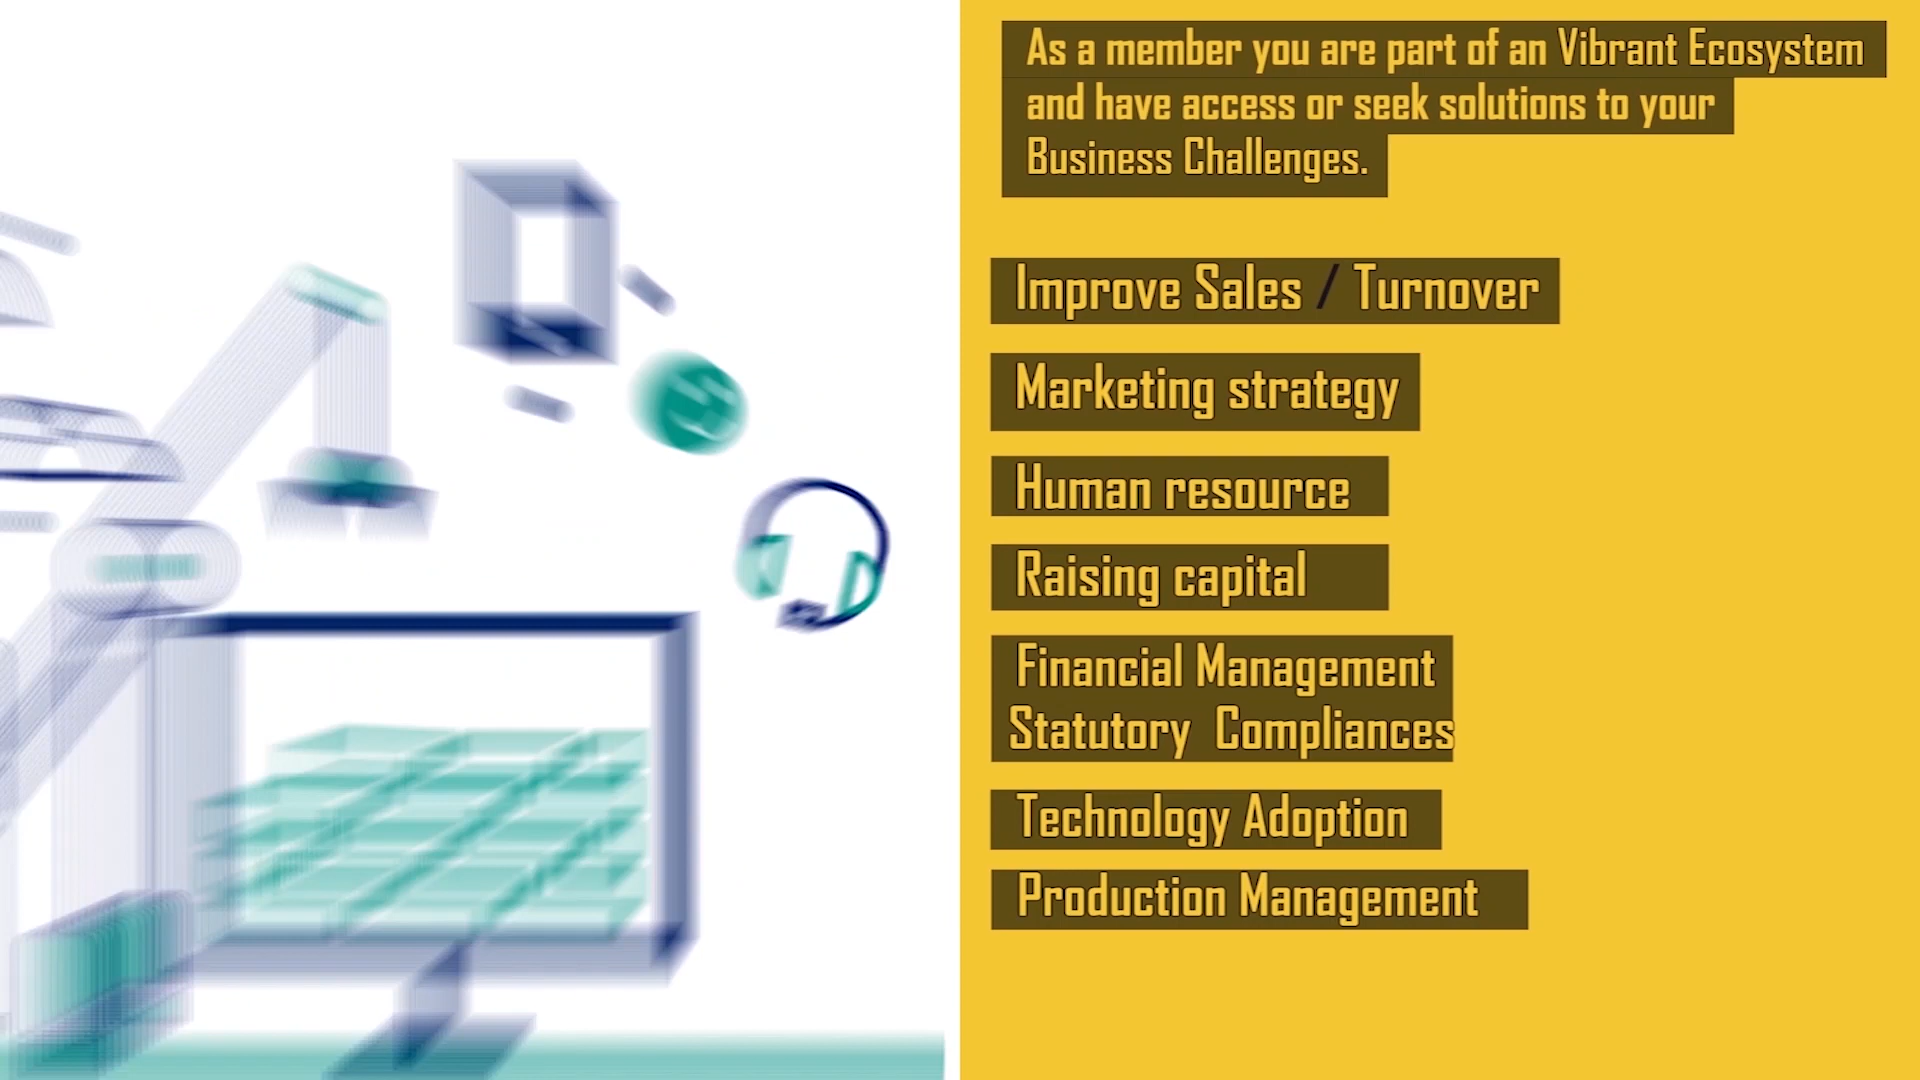 As a member you are part of an Vibrant Ecosystem
and have access or seek solutions to your
Business Challenges.
Improve Sales / Turnover
Marketing strategy
Human resource
Raising capital
Financial Management
Statutory Compliances
Technology Adoption
Production Management